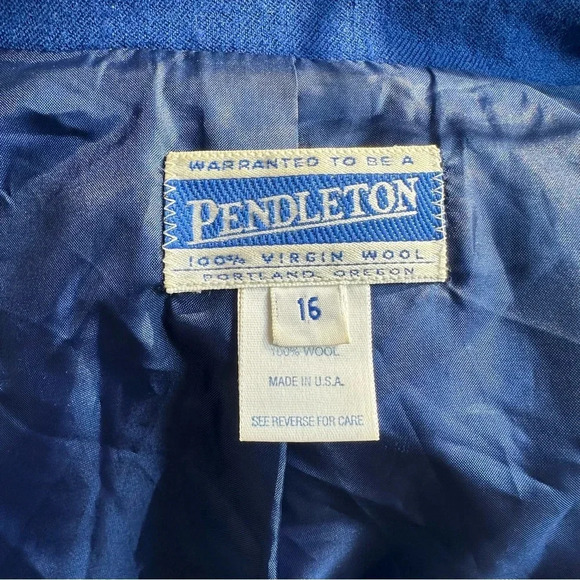 WARRANTED TO BE A
PENDLETON
100% VIRGIN WOOL
PORTLAND, OREGON
16
100% WOOL
MADE IN U.S.A.
SEE REVERSE FOR CARE